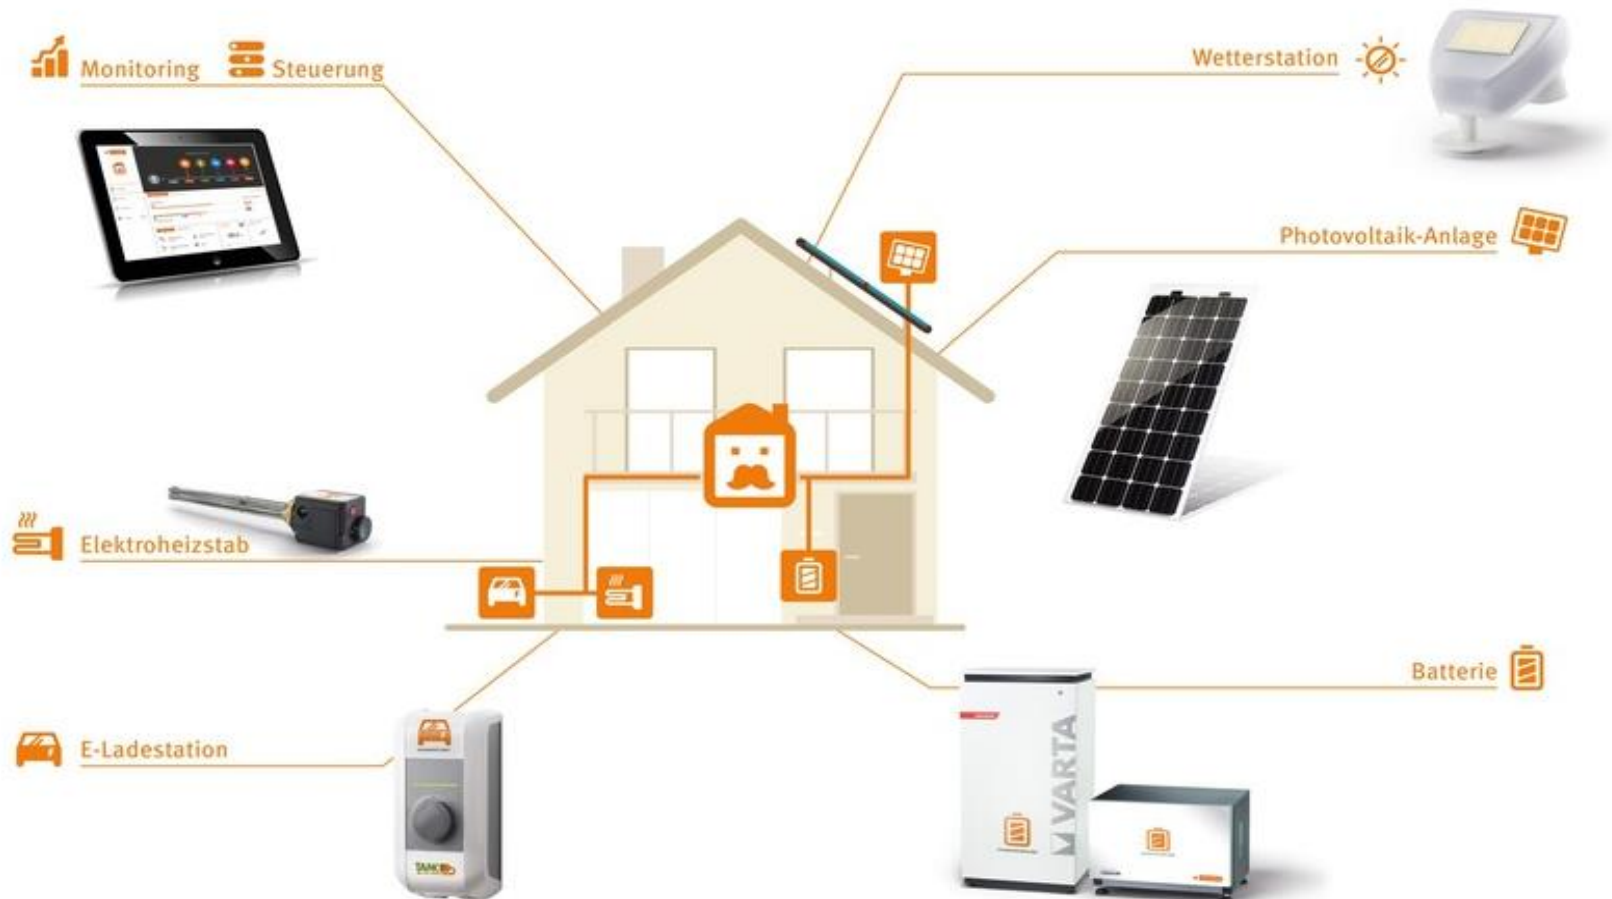 Monitoring
Steuerung
Wetterstation
Photovoltaik-Anlage
Elektroheizstab
Batterie
E-Ladestation
VARTA